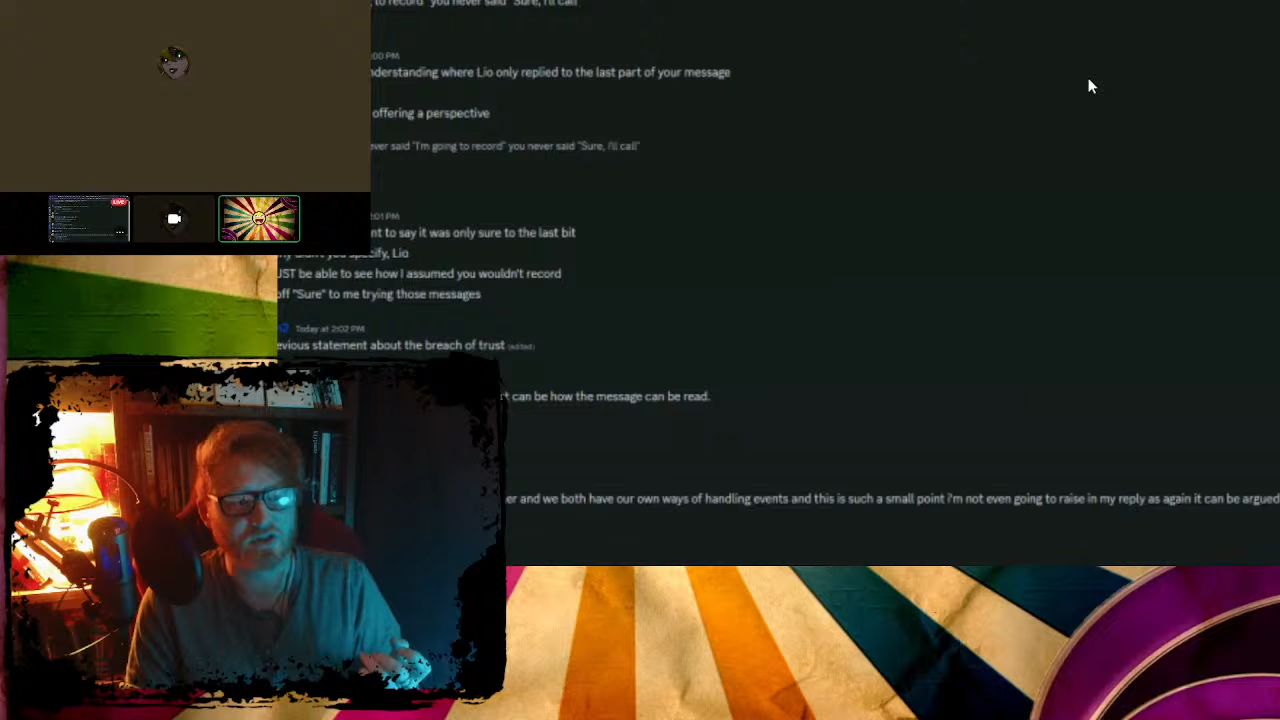 to record" you never said "Sure, i'll call"
:00 PM
nderstanding where Lio only replied to the last part of your message
offering a perspective
ever said "I'm going to record" you never said "Sure, i'll call"
2:01 PM
nt to say it was only sure to the last bit
hy didn't you specify, Lio
UST be able to see how I assumed you wouldn't record
off "Sure" to me trying those messages
Today at 2:02 PM
evious statement about the breach of trust (edited)
t can be how the message can be read.
er and we both have our own ways of handling events and this is such a small point i'm not even going to raise in my reply as again it can be argued
LIVE